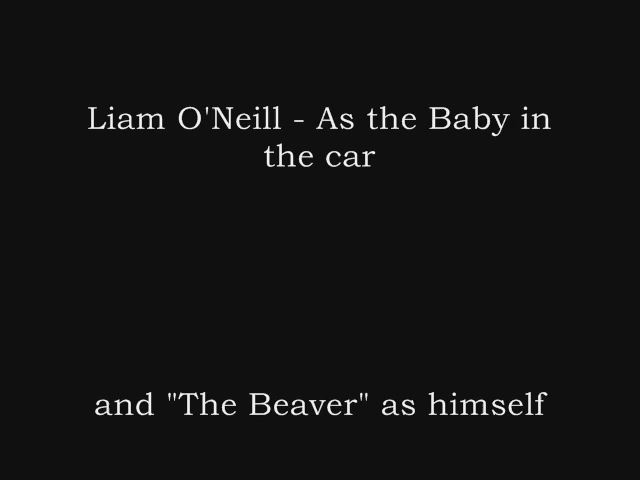 Liam O'Neill - As the Baby in
the car
and "The Beaver" as himself